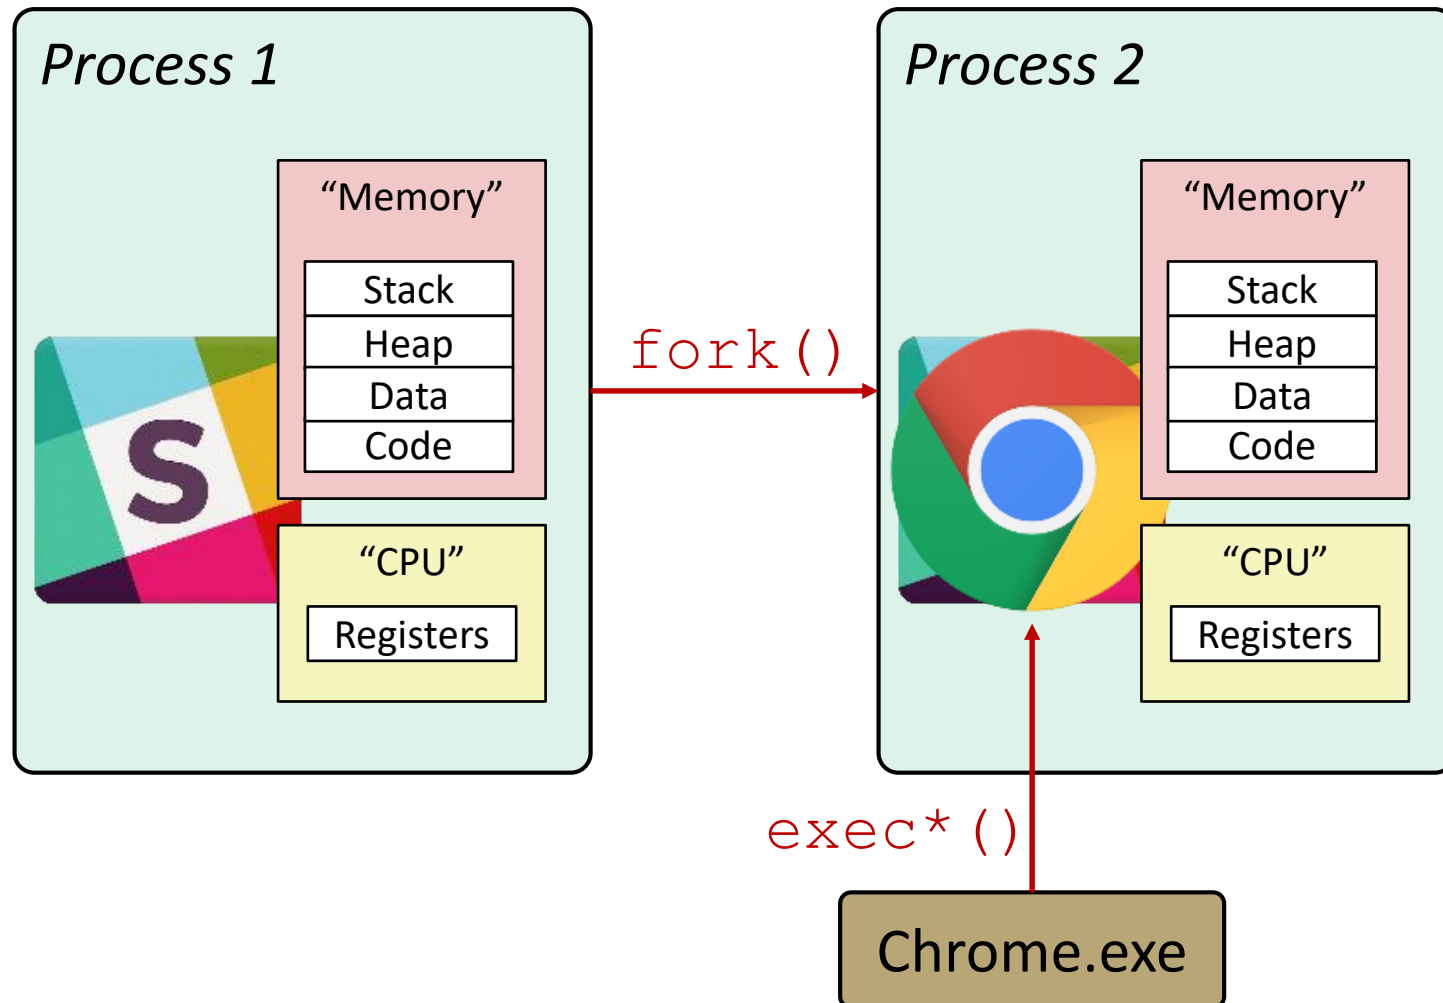 Process 1
“Memory”
Stack
Heap
Data
Code
S
“CPU”
Registers
fork()
Process 2
“Memory”
Stack
Heap
Data
Code
“CPU”
Registers
exec*()
Chrome.exe